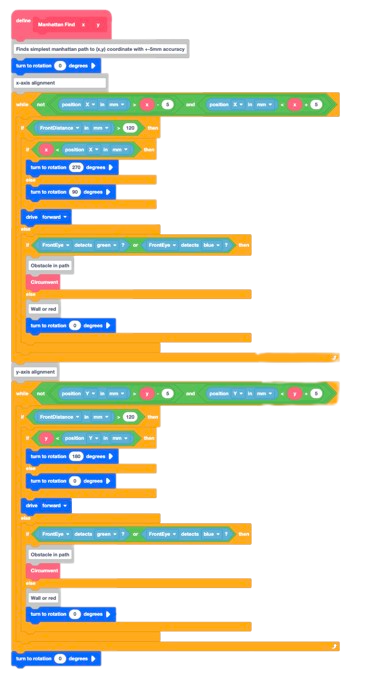 define Manhattan Find x y
Finds simplest manhattan path to (x,y) coordinate with +-5mm accuracy
turn to rotation 0 degrees
x-axis alignment
while not position X in mm > x - 5 and position X in mm < x + 5
if FrontDistance in mm > 120 then
if x < position X in mm then
turn to rotation 270 degrees
else
turn to rotation 90 degrees
drive forward
else
if FrontEye detects green ? or FrontEye detects blue ? then
Obstacle in path
Circumvent
else
Wall or red
turn to rotation 0 degrees
y-axis alignment
while not position Y in mm > y - 5 and position Y in mm < y + 5
if FrontDistance in mm > 120 then
if y < position Y in mm then
turn to rotation 180 degrees
else
turn to rotation 0 degrees
drive forward
else
if FrontEye detects green ? or FrontEye detects blue ? then
Obstacle in path
Circumvent
else
Wall or red
turn to rotation 0 degrees
turn to rotation 0 degrees